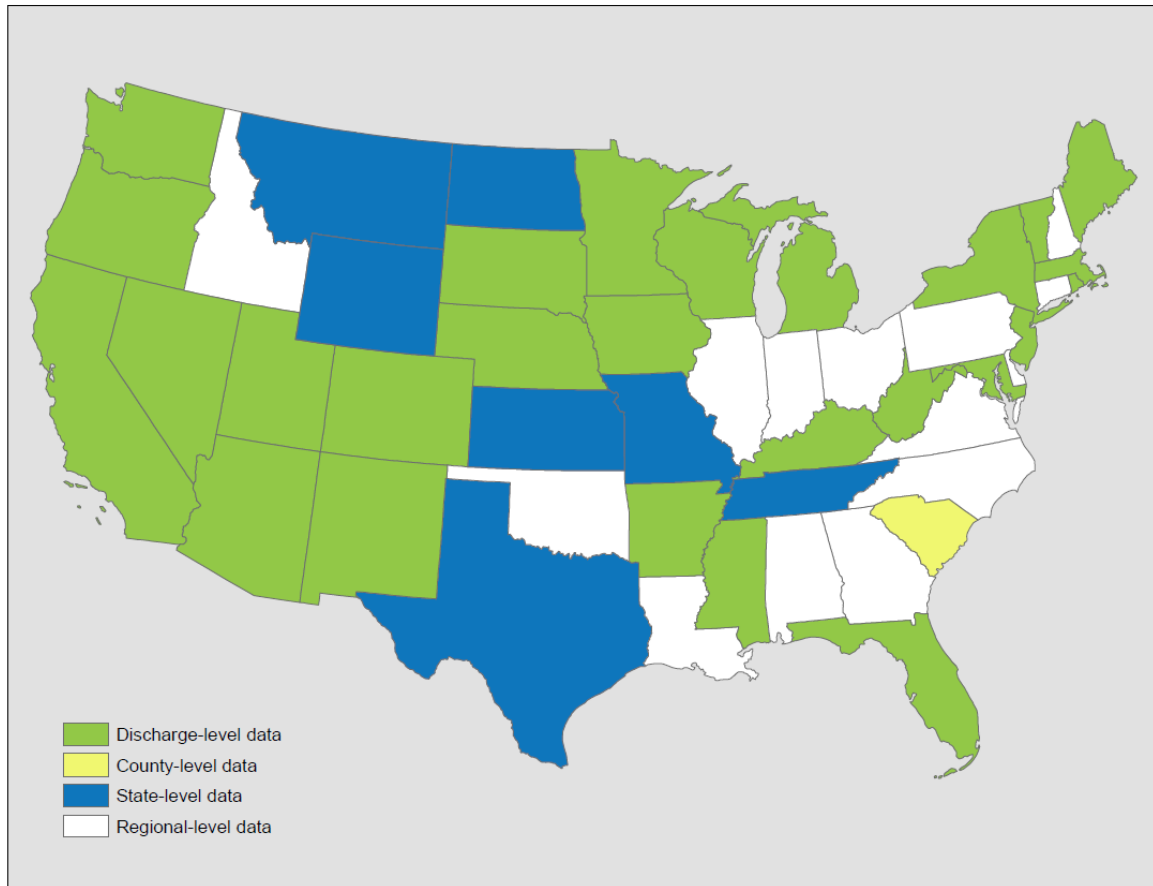 Discharge-level data
County-level data
State-level data
Regional-level data